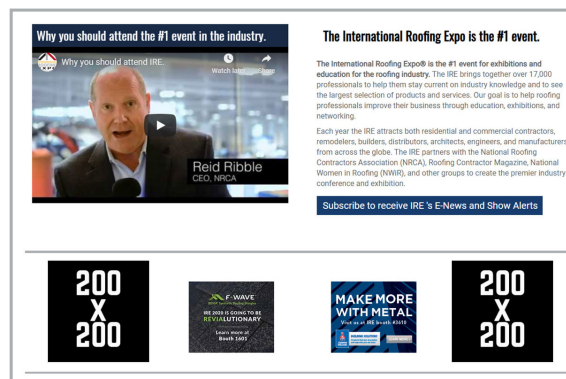 Why you should attend the #1 event in the industry.
Why you should attend IRE.
Watch later
Share
Reid Ribble
CEO, NRCA
The International Roofing Expo is the #1 event.
The International Roofing Expo® is the #1 event for exhibitions and
education for the roofing industry. The IRE brings together over 17,000
professionals to help them stay current on industry knowledge and to see
the largest selection of products and services. Our goal is to help roofing
professionals improve their business through education, exhibitions, and
networking.
Each year the IRE attracts both residential and commercial contractors,
remodelers, builders, distributors, architects, engineers, and manufacturers
from across the globe. The IRE partners with the National Roofing
Contractors Association (NRCA), Roofing Contractor Magazine, National
Women in Roofing (NWiR), and other groups to create the premier industry
conference and exhibition.
Subscribe to receive IRE 's E-News and Show Alerts
200
X
200
F·WAVE
IRE 2020 IS GOING TO BE
REVIALUTIONARY
Learn more at
Booth 1601
MAKE MORE
WITH METAL
Visit us at IRE booth #2610
200
X
200